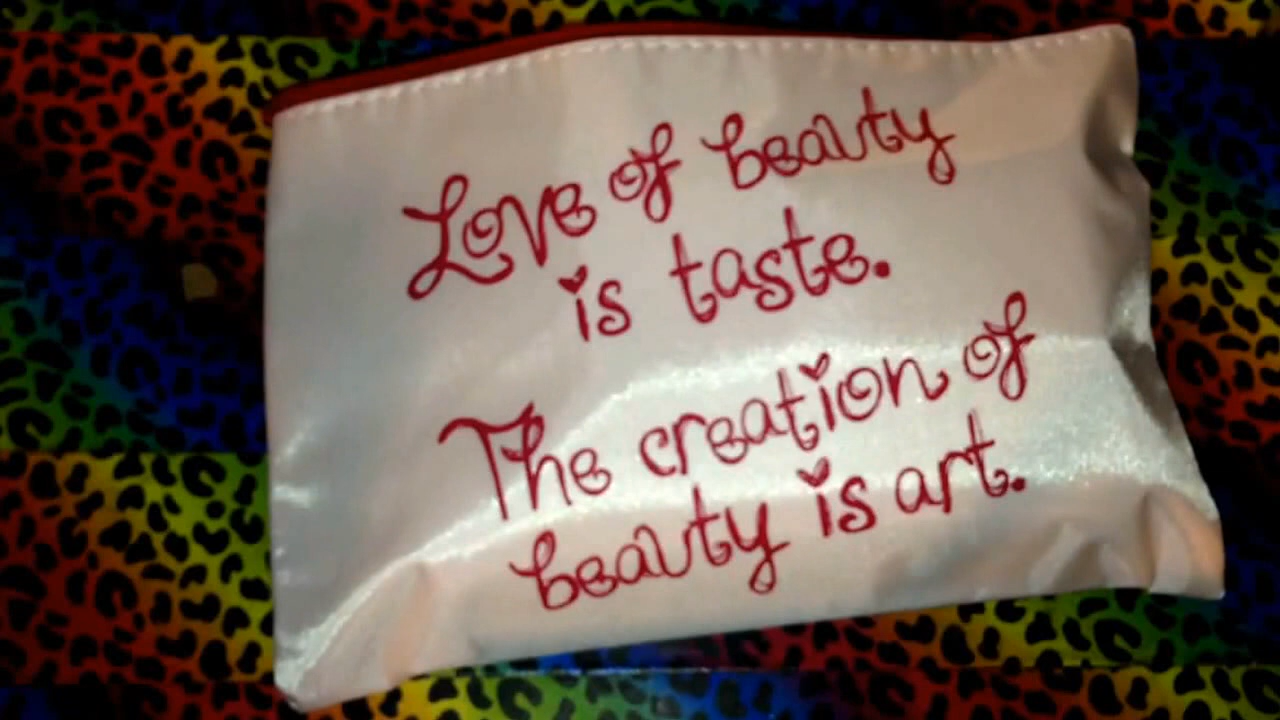 Love of beauty
is taste.
The creation of
beauty is art.